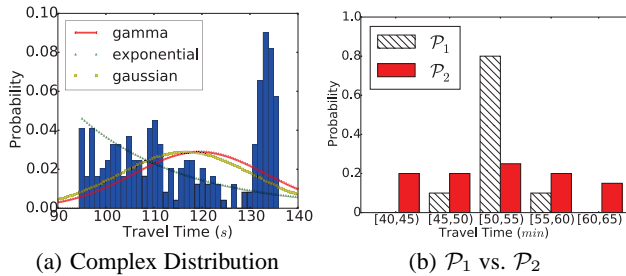 0.10
0.08
0.06
0.04
0.02
0.00
Probability
gamma
exponential
gaussian
90 100 110 120 130 140
Travel Time (s)
(a) Complex Distribution
1.0
0.8
0.6
0.4
0.2
0.0
Probability
P1
P2
[40,45) [45,50) [50,55) [55,60) [60,65)
Travel Time (min)
(b) P1 vs. P2